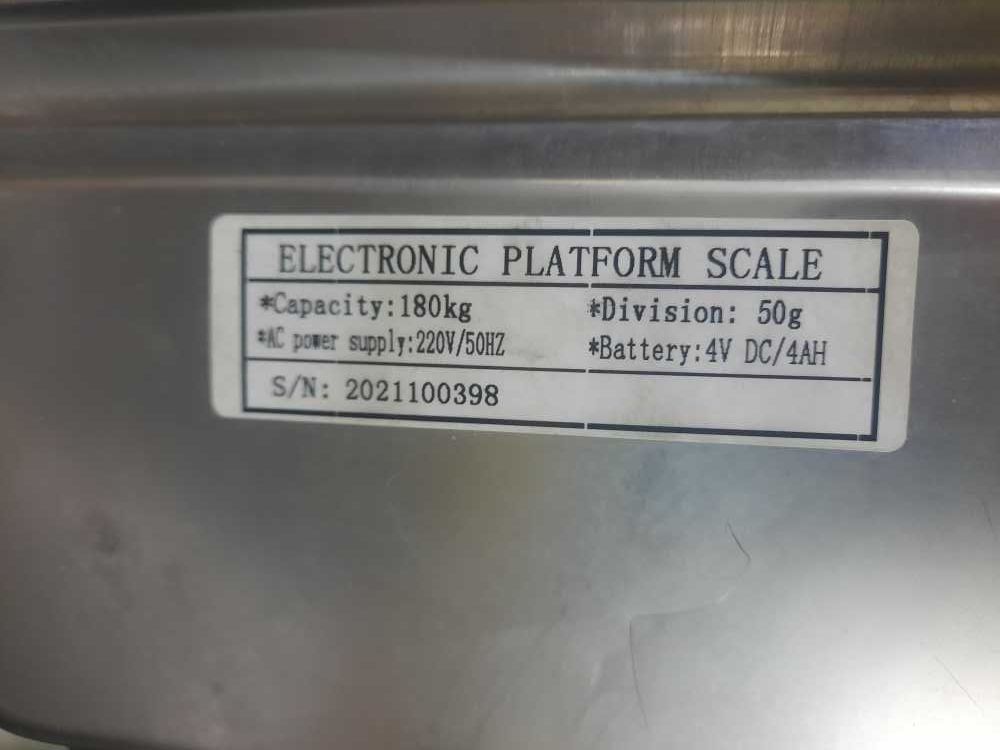 ELECTRONIC PLATFORM SCALE
*Capacity:180kg *Division: 50g
*AC power supply:220V/50HZ *Battery:4V DC/4AH
S/N: 2021100398